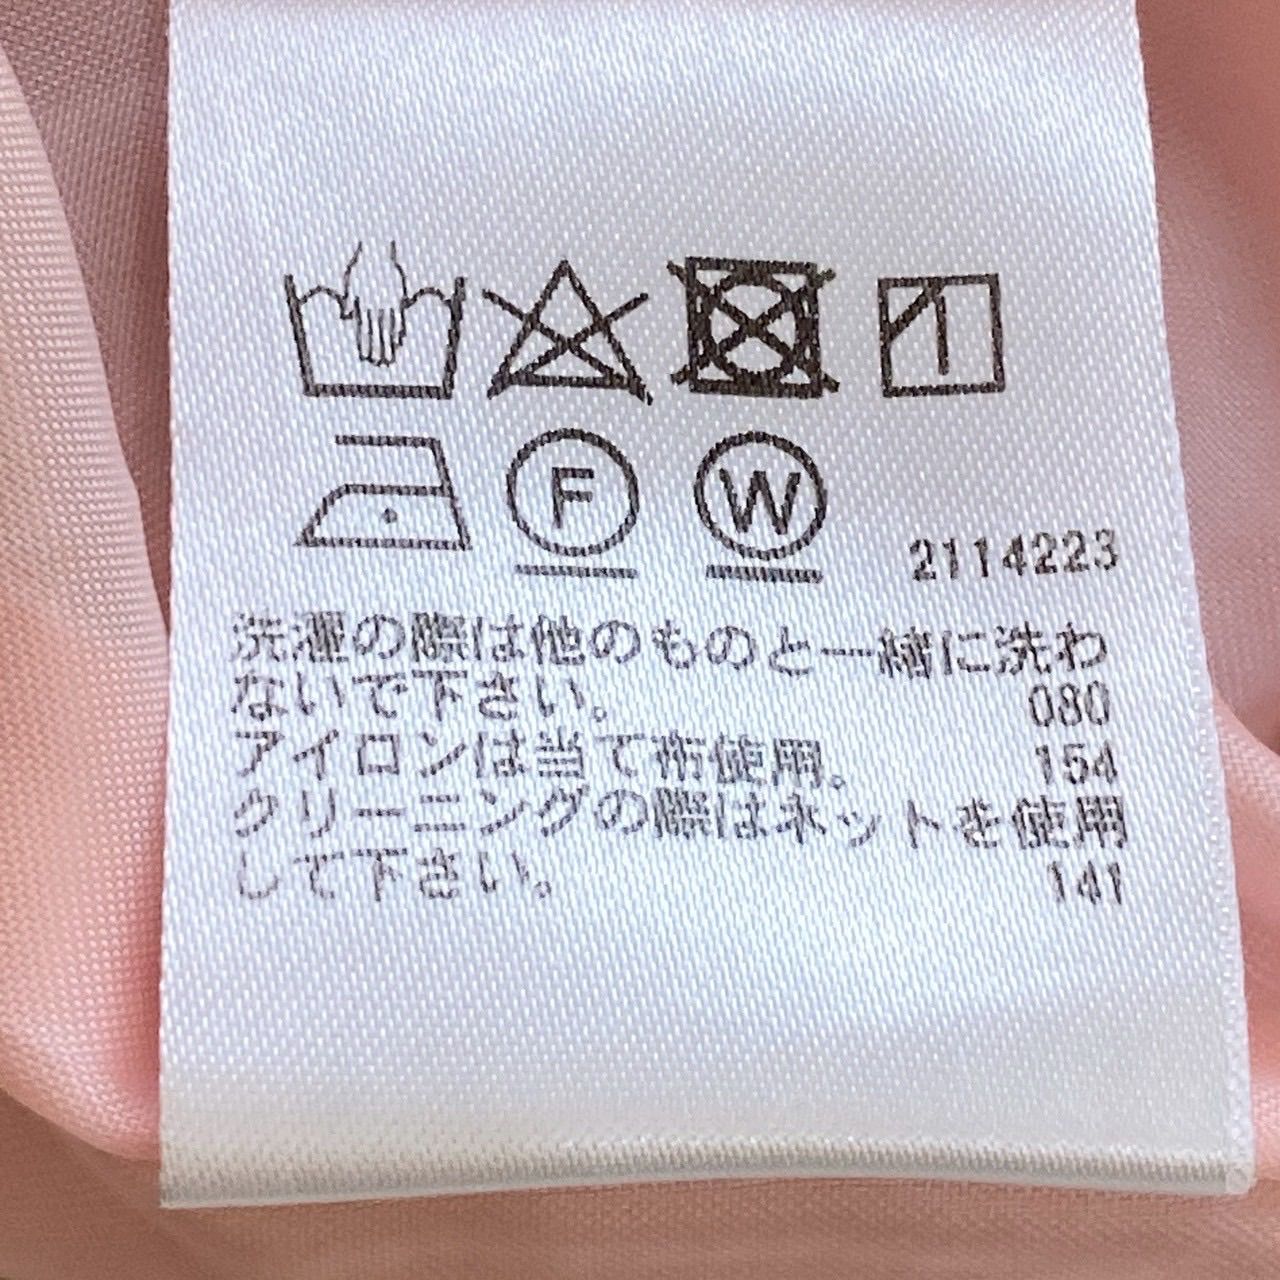 F W 2114223
洗濯の際は他のものと一緒に洗わ
ないで下さい。 080
アイロンは当て布使用。 154
クリーニングの際はネットを使用
して下さい。 141